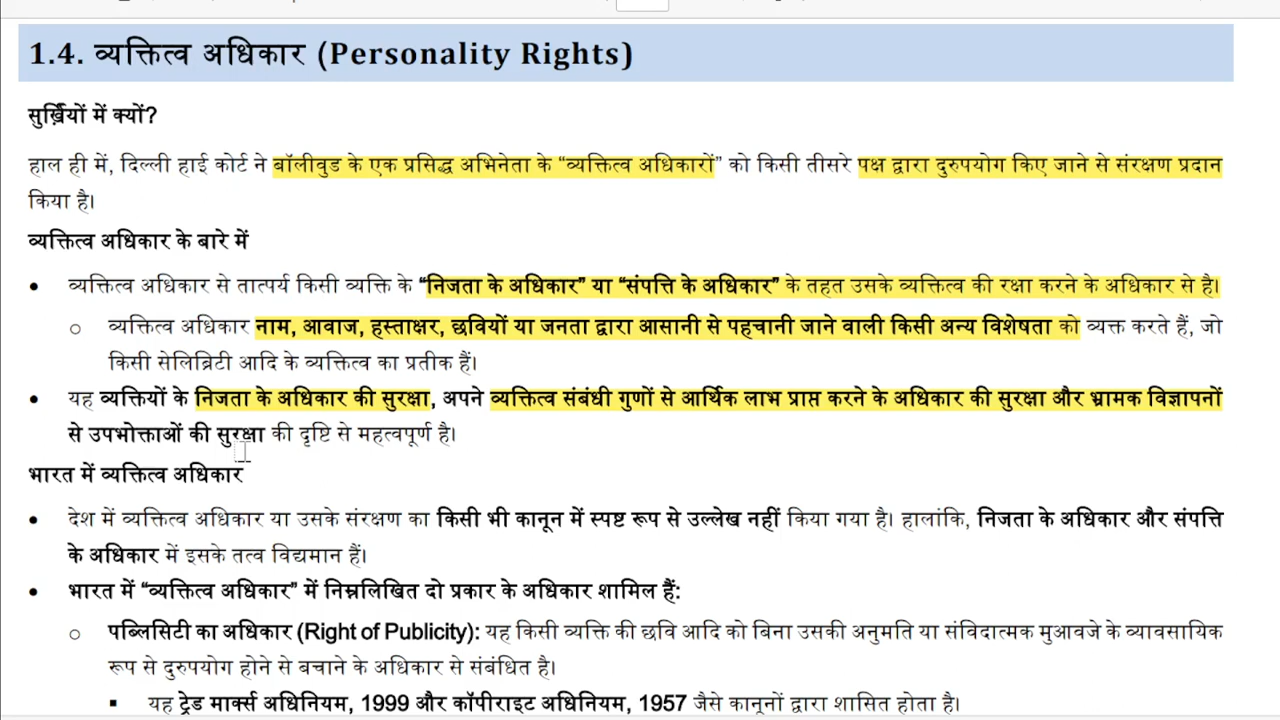 1.4. व्यक्तित्व अधिकार (Personality Rights)
सुर्ख़ियों में क्यों?
हाल ही में, दिल्ली हाई कोर्ट ने बॉलीवुड के एक प्रसिद्ध अभिनेता के “व्यक्तित्व अधिकारों” को किसी तीसरे पक्ष द्वारा दुरुपयोग किए जाने से संरक्षण प्रदान
किया है।
व्यक्तित्व अधिकार के बारे में
• व्यक्तित्व अधिकार से तात्पर्य किसी व्यक्ति के “निजता के अधिकार” या “संपत्ति के अधिकार” के तहत उसके व्यक्तित्व की रक्षा करने के अधिकार से है।
o व्यक्तित्व अधिकार नाम, आवाज, हस्ताक्षर, छवियों या जनता द्वारा आसानी से पहचानी जाने वाली किसी अन्य विशेषता को व्यक्त करते हैं, जो
किसी सेलिब्रिटी आदि के व्यक्तित्व का प्रतीक हैं।
• यह व्यक्तियों के निजता के अधिकार की सुरक्षा, अपने व्यक्तित्व संबंधी गुणों से आर्थिक लाभ प्राप्त करने के अधिकार की सुरक्षा और भ्रामक विज्ञापनों
से उपभोक्ताओं की सुरक्षा की दृष्टि से महत्वपूर्ण है।
भारत में व्यक्तित्व अधिकार
• देश में व्यक्तित्व अधिकार या उसके संरक्षण का किसी भी कानून में स्पष्ट रूप से उल्लेख नहीं किया गया है। हालांकि, निजता के अधिकार और संपत्ति
के अधिकार में इसके तत्व विद्यमान हैं।
• भारत में “व्यक्तित्व अधिकार” में निम्नलिखित दो प्रकार के अधिकार शामिल हैं:
o पब्लिसिटी का अधिकार (Right of Publicity): यह किसी व्यक्ति की छवि आदि को बिना उसकी अनुमति या संविदात्मक मुआवजे के व्यावसायिक
रूप से दुरुपयोग होने से बचाने के अधिकार से संबंधित है।
▪ यह ट्रेड मार्क्स अधिनियम, 1999 और कॉपीराइट अधिनियम, 1957 जैसे कानूनों द्वारा शासित होता है।